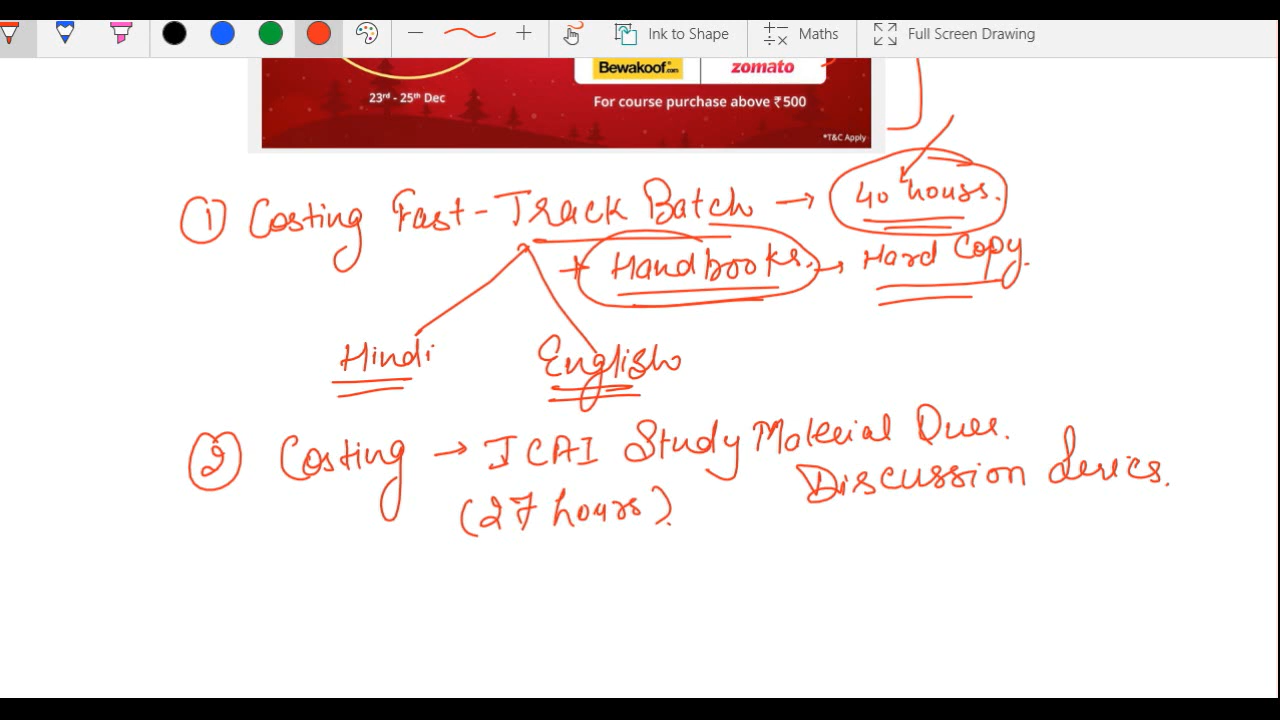 Ink to Shape Maths Full Screen Drawing
Bewakoof.com zomato
23rd - 25th Dec
For course purchase above ₹500
*T&C Apply
① Costing Fast-Track Batch → 40 hours.
+ Handbooks. → Hard Copy.
Hindi English
② Costing → ICAI Study Material Ques.
Discussion Series.
(27 hours).